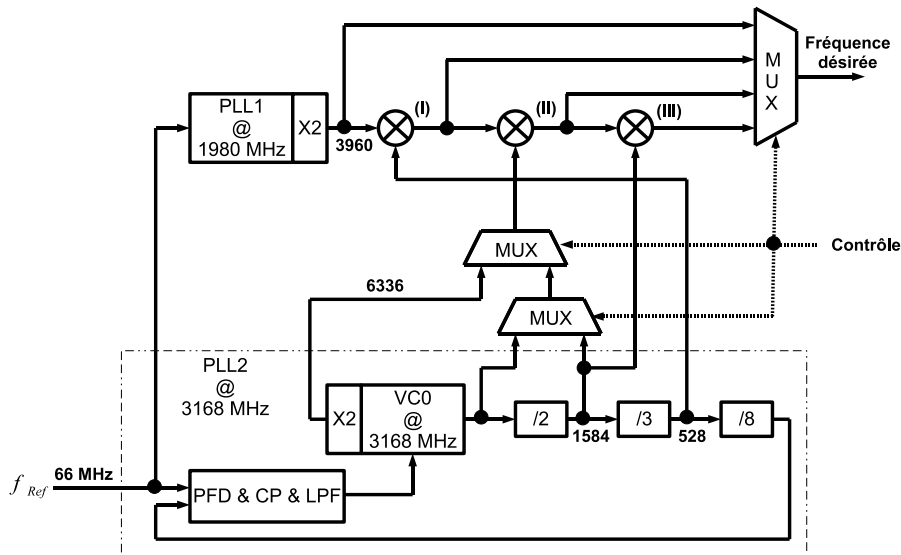 Fréquence
désirée
M
U
X
PLL1
@
1980 MHz
X2
3960
(I)
(II)
(III)
MUX
Contrôle
6336
MUX
PLL2
@
3168 MHz
X2
VC0
@
3168 MHz
/2
1584
/3
528
/8
f Ref
66 MHz
PFD & CP & LPF